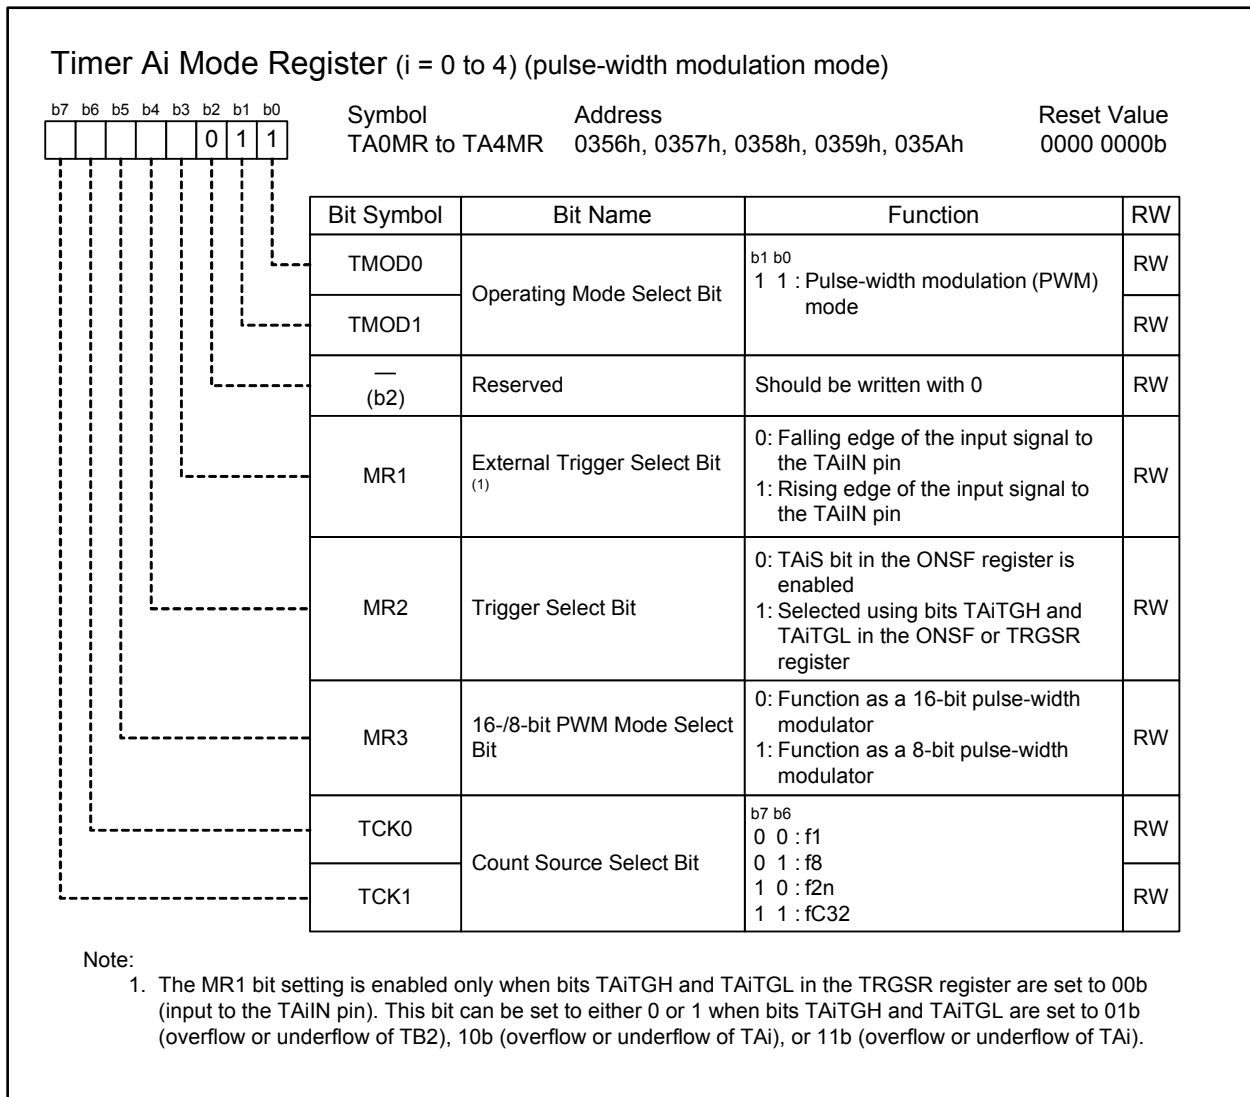 Timer Ai Mode Register (i = 0 to 4) (pulse-width modulation mode)
b7 b6 b5 b4 b3 b2 b1 b0
0 1 1
Symbol Address Reset Value
TA0MR to TA4MR 0356h, 0357h, 0358h, 0359h, 035Ah 0000 0000b
Bit Symbol Bit Name Function RW
TMOD0
TMOD1
Operating Mode Select Bit
b1 b0
1 1 : Pulse-width modulation (PWM)
mode
RW
RW
—
(b2)
Reserved
Should be written with 0
RW
MR1
External Trigger Select Bit
(1)
0: Falling edge of the input signal to
the TAiIN pin
1: Rising edge of the input signal to
the TAiIN pin
RW
MR2
Trigger Select Bit
0: TAiS bit in the ONSF register is
enabled
1: Selected using bits TAiTGH and
TAiTGL in the ONSF or TRGSR
register
RW
MR3
16-/8-bit PWM Mode Select
Bit
0: Function as a 16-bit pulse-width
modulator
1: Function as a 8-bit pulse-width
modulator
RW
TCK0
TCK1
Count Source Select Bit
b7 b6
0 0 : f1
0 1 : f8
1 0 : f2n
1 1 : fC32
RW
RW
Note:
1. The MR1 bit setting is enabled only when bits TAiTGH and TAiTGL in the TRGSR register are set to 00b
(input to the TAiIN pin). This bit can be set to either 0 or 1 when bits TAiTGH and TAiTGL are set to 01b
(overflow or underflow of TB2), 10b (overflow or underflow of TAi), or 11b (overflow or underflow of TAi).